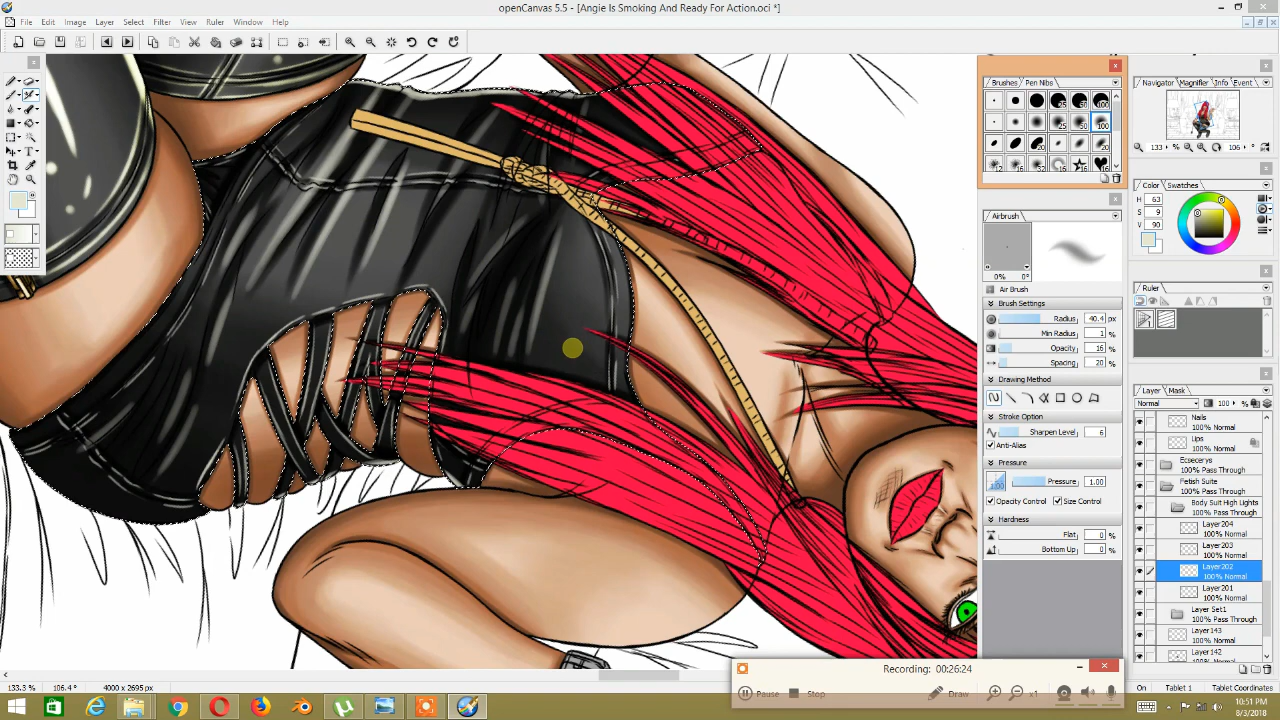 openCanvas 5.5 - [Angie Is Smoking And Ready For Action.oci *]
File Edit Image Layer Select Filter View Ruler Window Help
Brushes Pen Nibs
Navigator Magnifier Info Event
133.1 % 106.4 °
Color Swatches
H 63
S 9
V 90
Airbrush
0% 0°
Air Brush
Brush Settings
Radius 40.4 px
Min Radius 1 %
Opacity 16 %
Spacing 20 %
Drawing Method
Stroke Option
Sharpen Level 6
Anti-Alias
Pressure
Pressure 1.00
Opacity Control Size Control
Hardness
Flat 0 %
Bottom Up 0 %
Ruler
Layer Mask
Normal 100 %
Nails
100% Normal
Lips
100% Normal
Eccecerys
100% Pass Through
Fetish Suite
100% Pass Through
Body Suit High Lights
100% Pass Through
Layer204
100% Normal
Layer203
100% Normal
Layer202
100% Normal
Layer201
100% Normal
Layer Set1
100% Pass Through
Layer143
100% Normal
Layer142
Recording: 00:26:24
Pause Stop Draw x1
133.3 % 106.4° 4000 x 2695 px
On Tablet 1 Tablet Coordinates
10:51 PM
8/3/2018